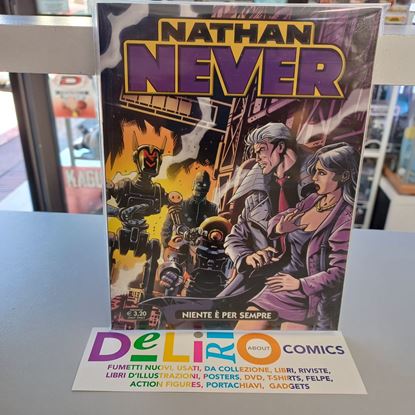 NATHAN
NEVER
€ 3,20
NIENTE È PER SEMPRE
DeLiRiO ABOUT COMICS
FUMETTI NUOVI, USATI, DA COLLEZIONE, LIBRI, RIVISTE,
LIBRI D'ILLUSTRAZIONI, POSTERS, DVD, T-SHIRTS, FELPE,
ACTION FIGURES, PORTACHIAVI, GADGETS